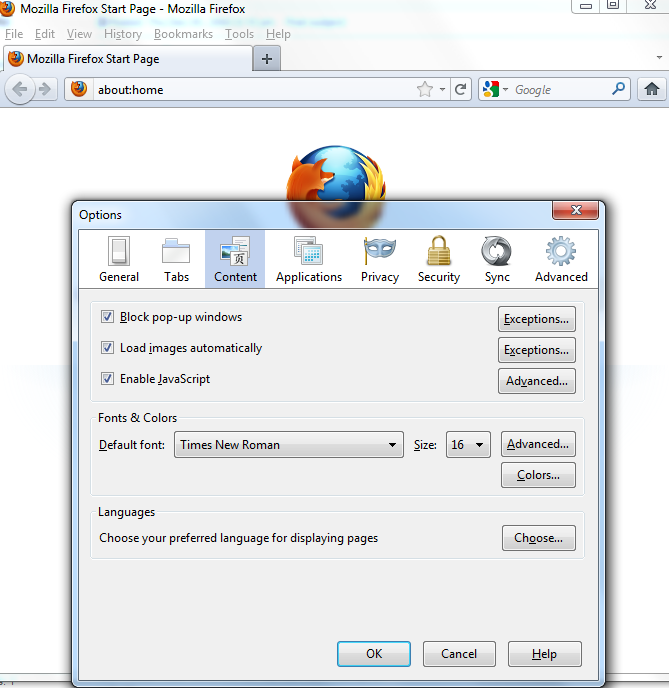 Mozilla Firefox Start Page - Mozilla Firefox
File Edit View History Bookmarks Tools Help
Mozilla Firefox Start Page
about:home Google
Options
General Tabs Content Applications Privacy Security Sync Advanced
Block pop-up windows Exceptions...
Load images automatically Exceptions...
Enable JavaScript Advanced...
Fonts & Colors
Default font: Times New Roman Size: 16 Advanced...
Colors...
Languages
Choose your preferred language for displaying pages Choose...
OK Cancel Help